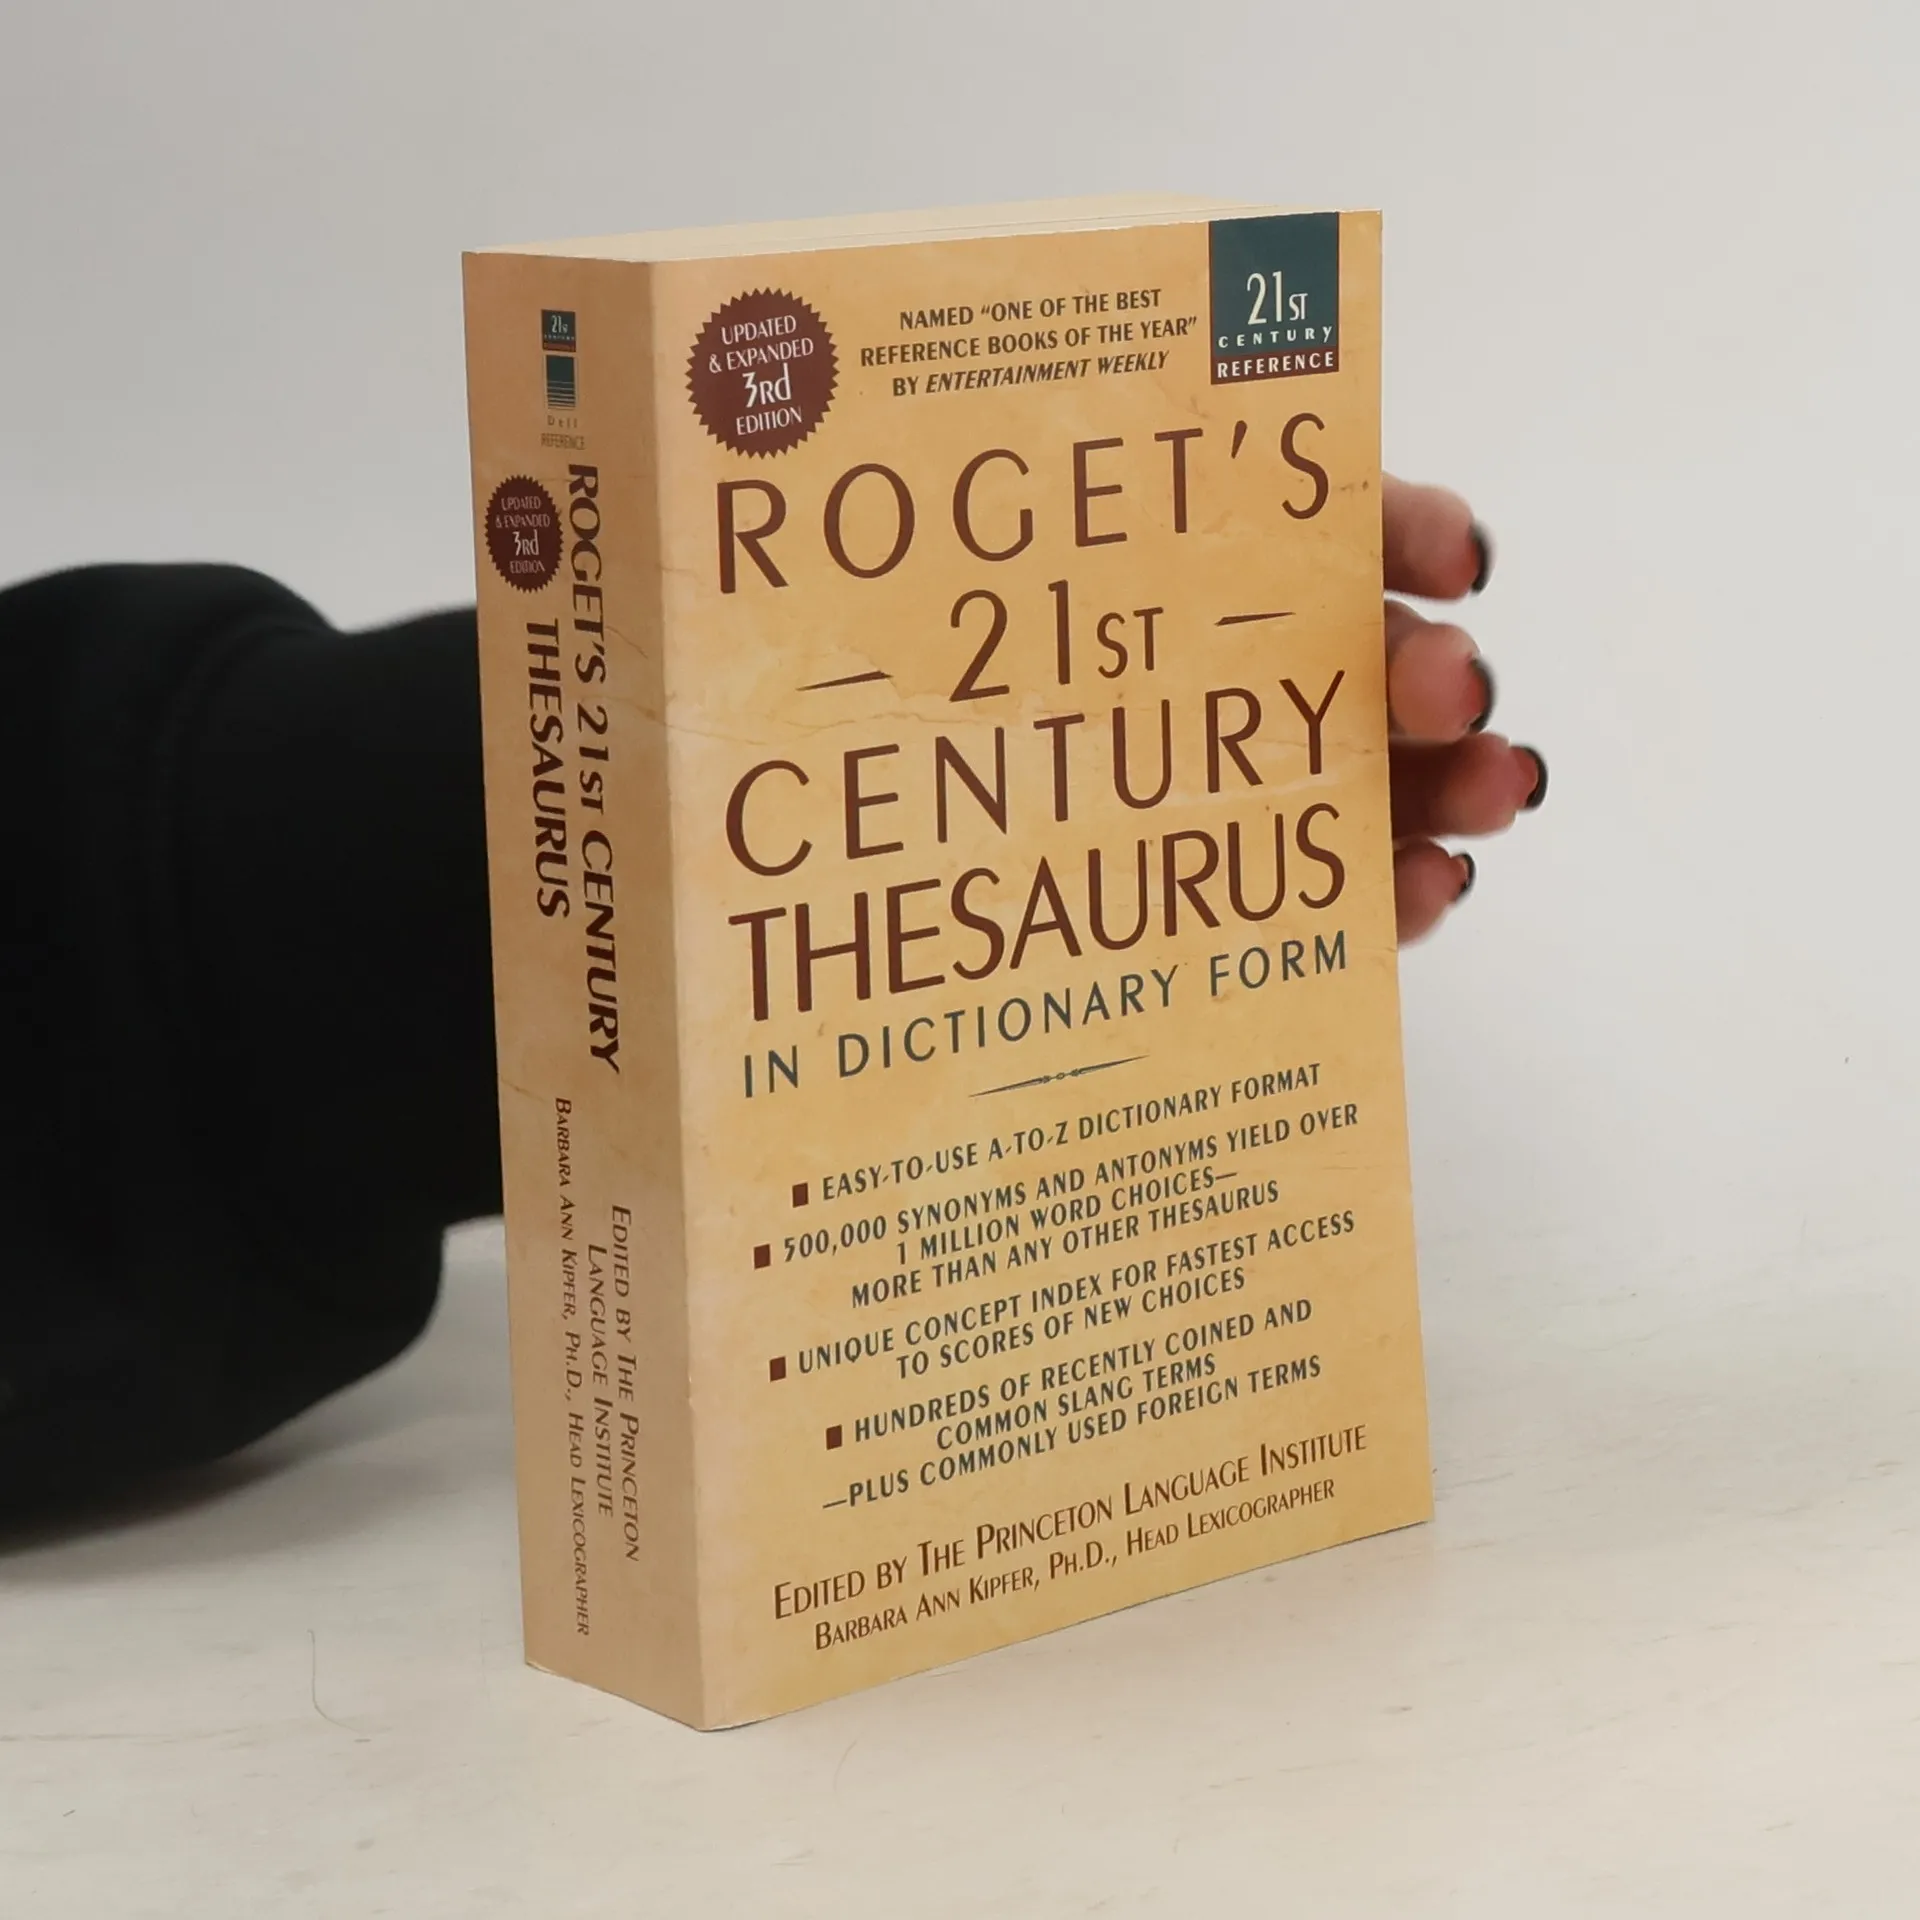 21st
CENTURY
REFERENCE
Dell
REFERENCE
UPDATED
& EXPANDED
3Rd
EDITION
ROGET'S 21ST CENTURY
THESAURUS
EDITED BY THE PRINCETON
LANGUAGE INSTITUTE
BARBARA ANN KIPFER, PH.D., HEAD LEXICOGRAPHER
UPDATED
& EXPANDED
3Rd
EDITION
NAMED “ONE OF THE BEST
REFERENCE BOOKS OF THE YEAR”
BY ENTERTAINMENT WEEKLY
21ST
CENTURY
REFERENCE
ROGET'S
21ST
CENTURY
THESAURUS
IN DICTIONARY FORM
■ EASY-TO-USE A-TO-Z DICTIONARY FORMAT
■ 500,000 SYNONYMS AND ANTONYMS YIELD OVER
1 MILLION WORD CHOICES—
MORE THAN ANY OTHER THESAURUS
■ UNIQUE CONCEPT INDEX FOR FASTEST ACCESS
TO SCORES OF NEW CHOICES
■ HUNDREDS OF RECENTLY COINED AND
COMMON SLANG TERMS
—PLUS COMMONLY USED FOREIGN TERMS
EDITED BY THE PRINCETON LANGUAGE INSTITUTE
BARBARA ANN KIPFER, PH.D., HEAD LEXICOGRAPHER